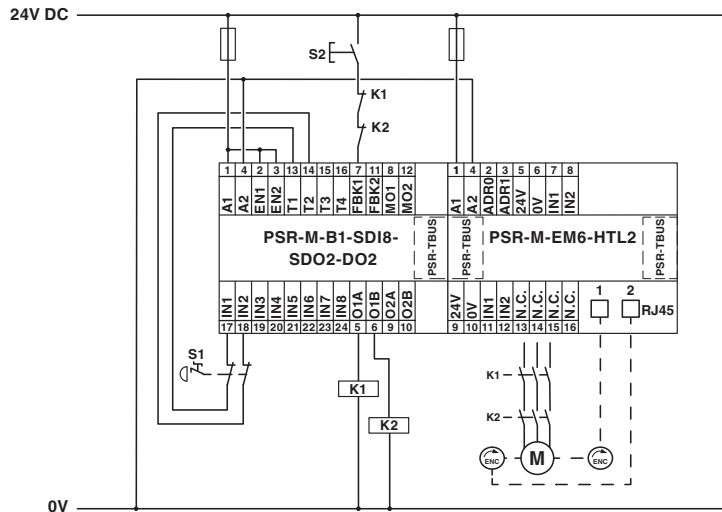 24V DC
S2
K1
K2
1 4 2 3 13 14 15 16 7 11 8 12
A1 A2 EN1 EN2 T1 T2 T3 T4 FBK1 FBK2 MO1 MO2
1 4 2 3 5 6 7 8
A1 A2 ADR0 ADR1 24V 0V IN1 IN2
PSR-M-B1-SDI8-
SDO2-DO2
PSR-TBUS
PSR-TBUS
PSR-M-EM6-HTL2
PSR-TBUS
IN1 IN2 IN3 IN4 IN5 IN6 IN7 IN8 O1A O1B O2A O2B
17 18 19 20 21 22 23 24 5 6 9 10
24V 0V IN1 IN2 N.C. N.C. N.C. N.C.
9 10 11 12 13 14 15 16
1 2
RJ45
S1
K1
K2
K1
K2
ENC
M
ENC
0V